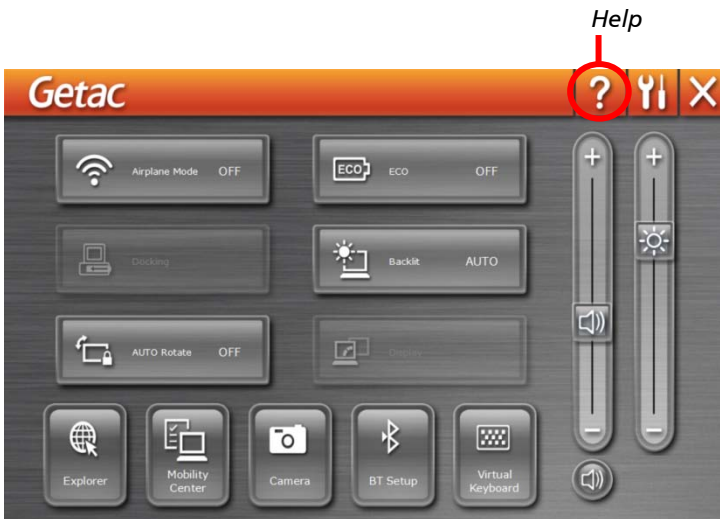 Help
Getac ?
Airplane Mode OFF
ECO ECO OFF
Docking
Backlit AUTO
AUTO Rotate OFF
Display
Explorer
Mobility
Center
Camera
BT Setup
Virtual
Keyboard